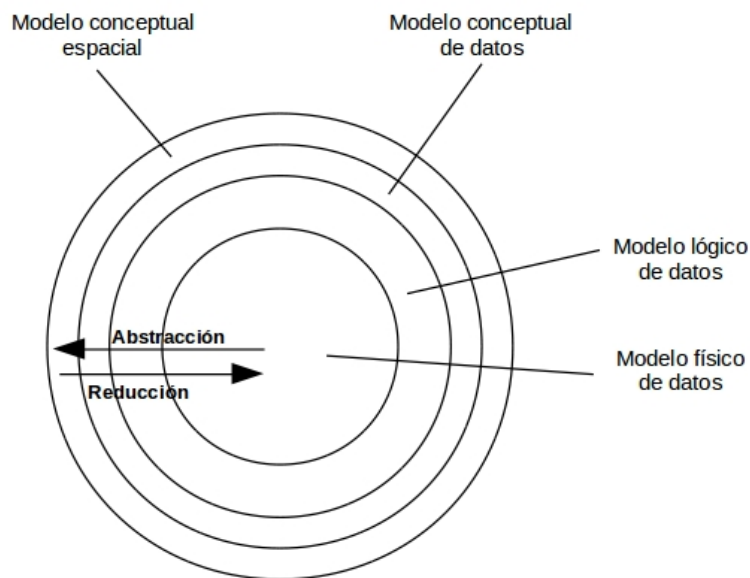 Modelo conceptual
espacial
Modelo conceptual
de datos
Modelo lógico
de datos
Abstracción
Modelo físico
de datos
Reducción